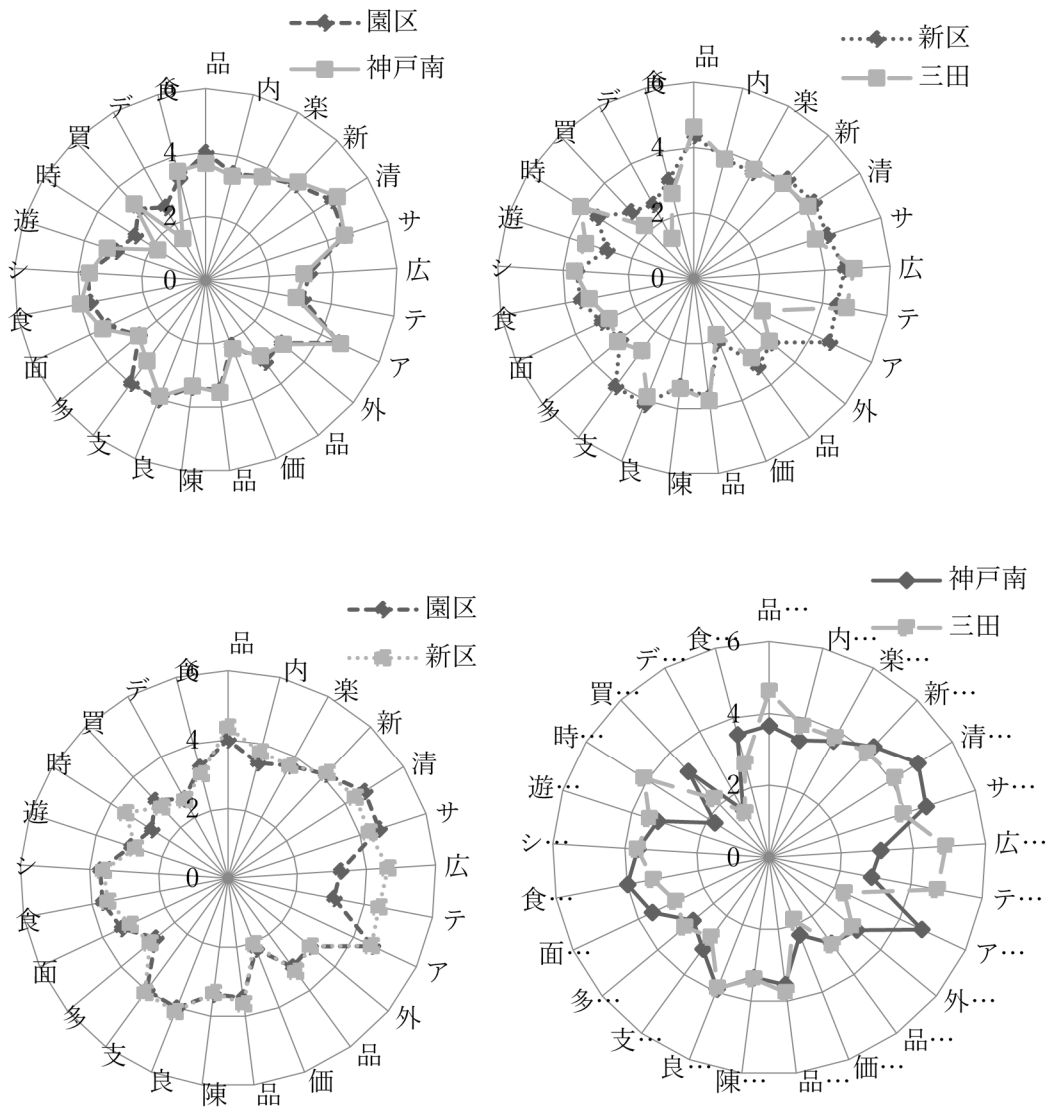 園区
神戸南
品
内
楽
新
清
サ
広
テ
ア
外
品
価
品
陳
良
支
多
面
食
シ
遊
時
買
デ
食
6
4
2
0
新区
三田
品
内
楽
新
清
サ
広
テ
ア
外
品
価
品
陳
良
支
多
面
食
シ
遊
時
買
デ
食
6
4
2
0
園区
新区
品
内
楽
新
清
サ
広
テ
ア
外
品
価
品
陳
良
支
多
面
食
シ
遊
時
買
デ
食
6
4
2
0
神戸南
三田
品…
内…
楽…
新…
清…
サ…
広…
テ…
ア…
外…
品…
価…
品…
陳…
良…
支…
多…
面…
食…
シ…
遊…
時…
買…
デ…
食…
6
4
2
0